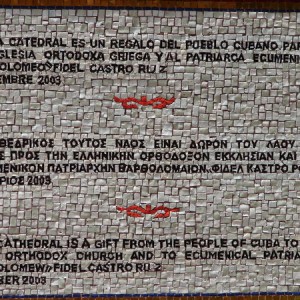 A CATEDRAL ES UN REGALO DEL PUEBLO CUBANO PA
GLESIA ORTODOXA GRIEGA Y AL PATRIARCA ECUMENI
OLOMEO» FIDEL CASTRO RUZ
EMBRE 2003
ΘΕΔΡΙΚΟΣ ΤΟΥΤΟΣ ΝΑΟΣ ΕΙΝΑΙ ΔΩΡΟΝ ΤΟΥ ΛΑΟΥ
Σ ΠΡΟΣ ΤΗΝ ΕΛΛΗΝΙΚΗΝ ΟΡΘΟΔΟΞΟΝ ΕΚΚΛΗΣΙΑΝ ΚΑΙ
ΜΕΝΙΚΟΝ ΠΑΤΡΙΑΡΧΗΝ ΒΑΡΘΟΛΟΜΑΙΟΝ» ΦΙΔΕΛ ΚΑΣΤΡΟ ΡΟ
ΡΙΟΣ 2003
CATHEDRAL IS A GIFT FROM THE PEOPLE OF CUBA TO
ORTHODOX CHURCH AND TO ECUMENICAL PATRIA
OLOMEW» FIDEL CASTRO RUZ
BER 2003